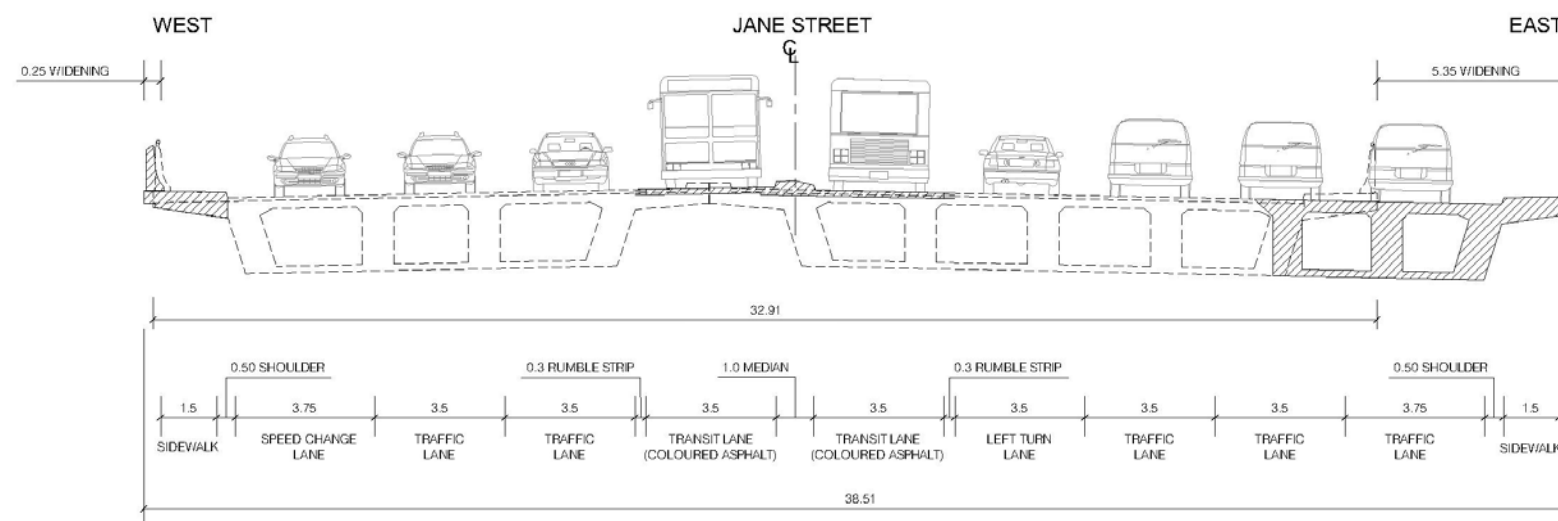 WEST
JANE STREET
EAST
℄
0.25 WIDENING
5.35 WIDENING
32.91
0.50 SHOULDER
0.3 RUMBLE STRIP
1.0 MEDIAN
0.3 RUMBLE STRIP
0.50 SHOULDER
1.5
3.75
3.5
3.5
3.5
3.5
3.5
3.5
3.5
3.75
1.5
SIDEWALK
SPEED CHANGE
LANE
TRAFFIC
LANE
TRAFFIC
LANE
TRANSIT LANE
(COLOURED ASPHALT)
TRANSIT LANE
(COLOURED ASPHALT)
LEFT TURN
LANE
TRAFFIC
LANE
TRAFFIC
LANE
TRAFFIC
LANE
SIDEWALK
38.51